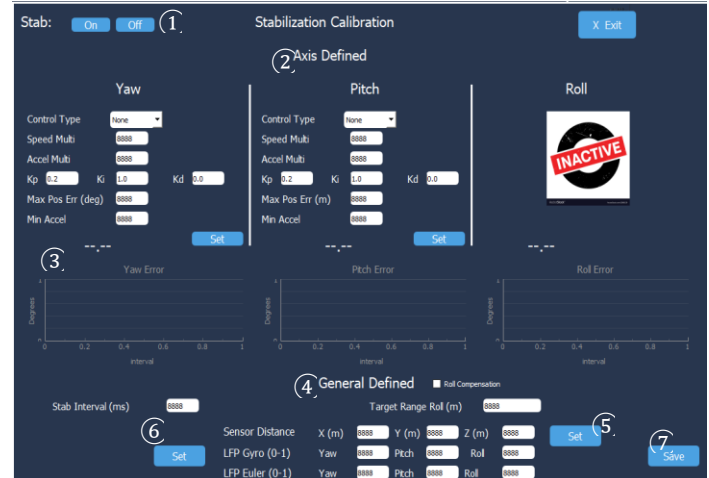 Stab: On Off ① Stabilization Calibration X Exit
② Axis Defined
Yaw Pitch Roll
Control Type None Control Type None
Speed Multi 8888 Speed Multi 8888
Accel Multi 8888 Accel Multi 8888
Kp 0.2 Ki 1.0 Kd 0.0 Kp 0.2 Ki 1.0 Kd 0.0
INACTIVE
Max Pos Err (deg) 8888 Max Pos Err (m) 8888
Min Accel 8888 Min Accel 8888
Set Set
--.-- --.-- --.--
③ Yaw Error Pitch Error Roll Error
Degrees Degrees Degrees
0 0.2 0.4 0.6 0.8 1 0 0.2 0.4 0.6 0.8 1 0 0.2 0.4 0.6 0.8 1
interval interval interval
④ General Defined Roll Compensation
Stab Interval (ms) 8888 Target Range Roll (m) 8888
Sensor Distance X (m) 8888 Y (m) 8888 Z (m) 8888 Set ⑤
⑥ Set LFP Gyro (0-1) Yaw 8888 Pitch 8888 Roll 8888 ⑦ Save
LFP Euler (0-1) Yaw 8888 Pitch 8888 Roll 8888